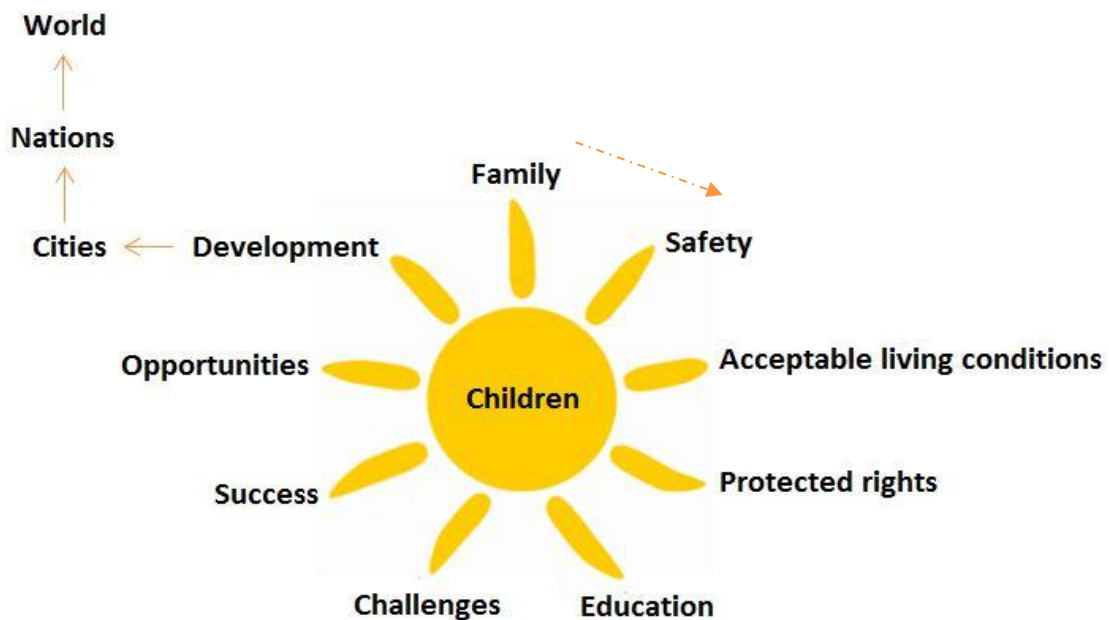 World
Nations
Family
Cities
Development
Safety
Opportunities
Children
Acceptable living conditions
Success
Protected rights
Challenges
Education